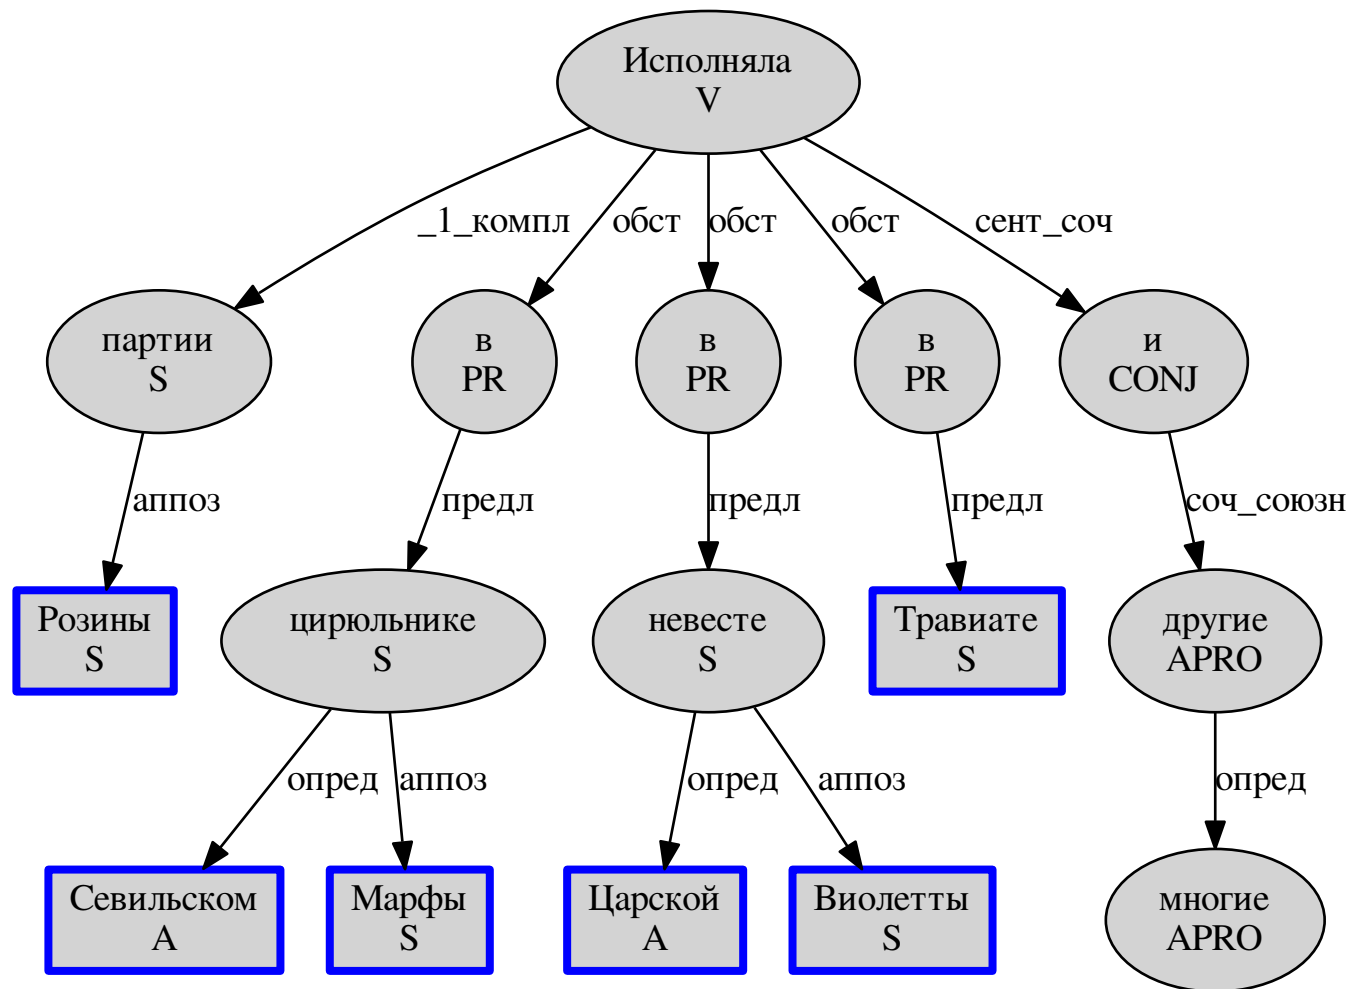 Исполняла
V
_1_компл
обст
обст
обст
сент_соч
партии
S
в
PR
в
PR
в
PR
и
CONJ
аппоз
предл
предл
предл
соч_союзн
Розины
S
цирюльнике
S
невесте
S
Травиате
S
другие
APRO
опред
аппоз
опред
аппоз
опред
Севильском
A
Марфы
S
Царской
A
Виолетты
S
многие
APRO